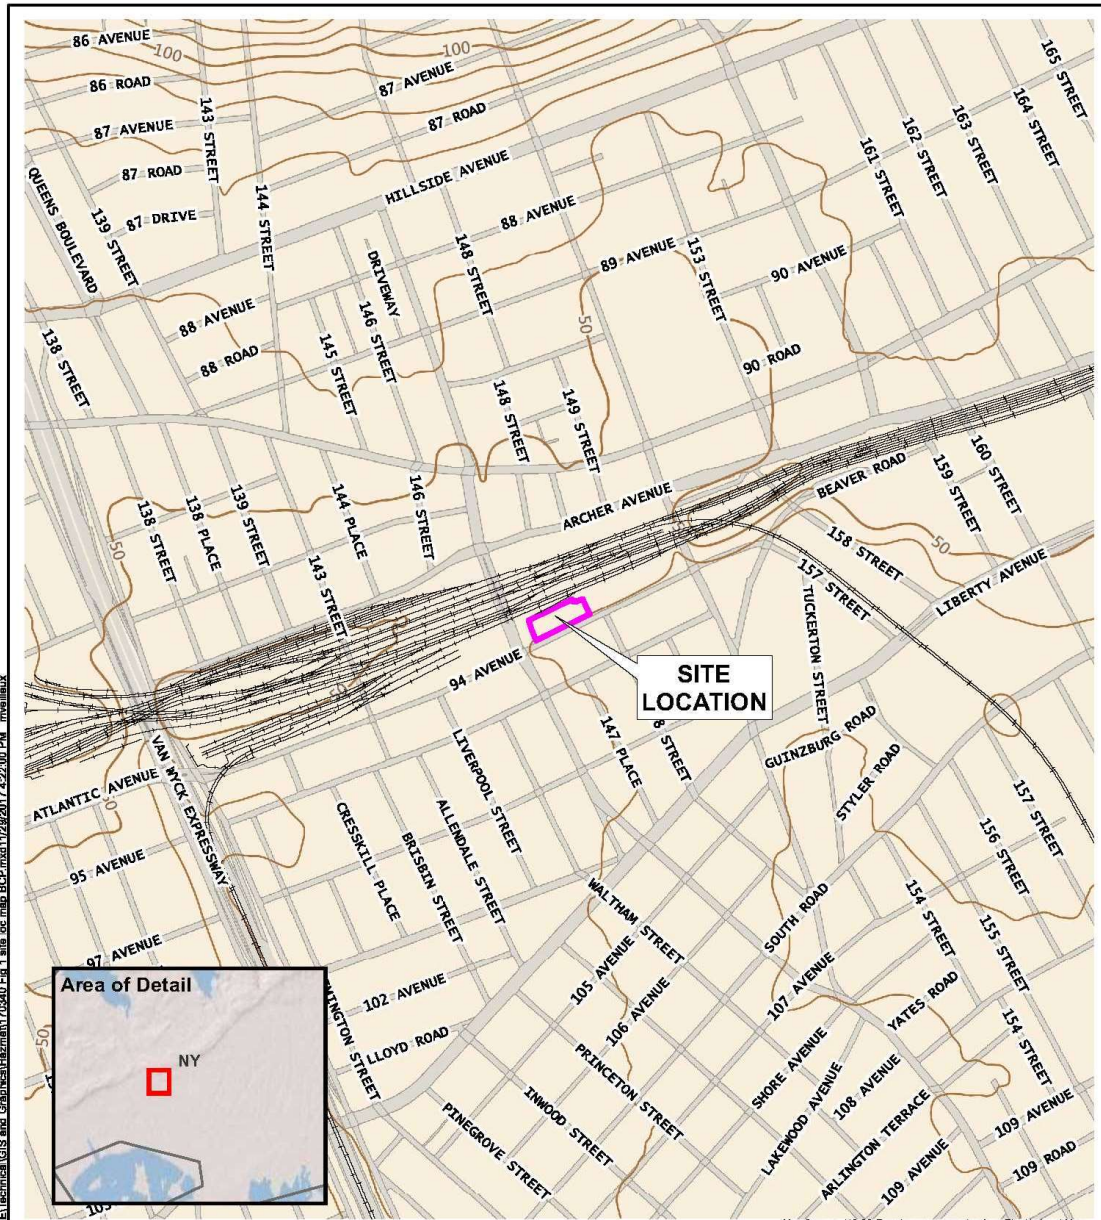 86 AVENUE
100
100
86 ROAD
87 AVENUE
165 STREET
164 STREET
163 STREET
162 STREET
161 STREET
143 STREET
87 AVENUE
87 ROAD
87 ROAD
QUEENS BOULEVARD
139 STREET
87 DRIVE
144 STREET
HILLSIDE AVENUE
88 AVENUE
148 STREET
DRIVEWAY
89 AVENUE
153 STREET
90 AVENUE
88 AVENUE
146 STREET
50
138 STREET
88 ROAD
145 STREET
90 ROAD
148 STREET
149 STREET
160 STREET
159 STREET
BEAVER ROAD
146 STREET
144 PLACE
139 STREET
138 PLACE
138 STREET
ARCHER AVENUE
50
50
158 STREET
157 STREET
LIBERTY AVENUE
143 STREET
TUCKERTON STREET
94 AVENUE
SITE
LOCATION
147 PLACE
8 STREET
GUINZBURG ROAD
STYLER ROAD
LIVERPOOL STREET
VAN WYCK EXPRESSWAY
ATLANTIC AVENUE
157 STREET
156 STREET
CRESSKILL PLACE
BRISBIN STREET
ALLENDALE STREET
95 AVENUE
WALTHAM STREET
SOUTH ROAD
154 STREET
155 STREET
97 AVENUE
105 AVENUE
106 AVENUE
107 AVENUE
YATES ROAD
154 STREET
Area of Detail
NY
102 AVENUE
LLOYD ROAD
50
PRINCETON STREET
SHORE AVENUE
108 AVENUE
LAKEWOOD AVENUE
INWOOD STREET
PINEGROVE STREET
ARLINGTON TERRACE
109 AVENUE
109 AVENUE
109 ROAD